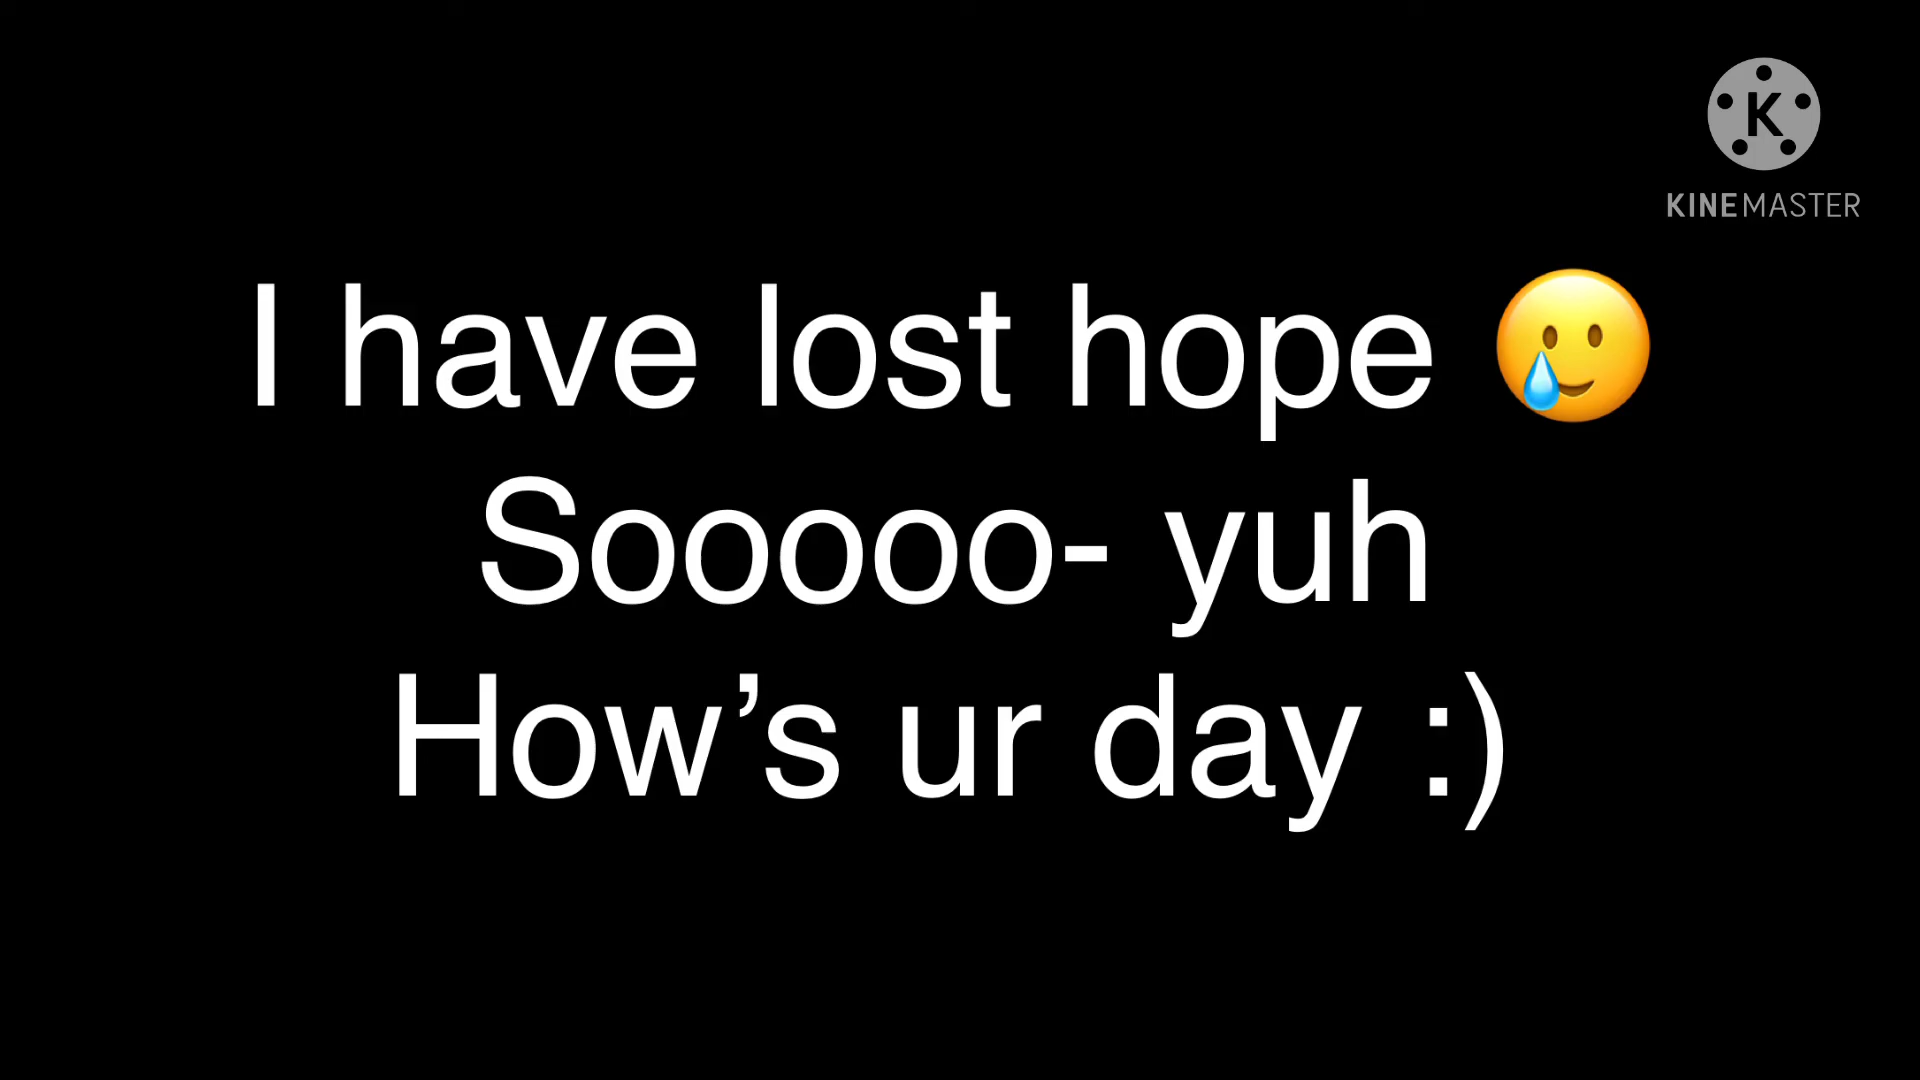 K
KINEMASTER
I have lost hope 🥲
Sooooo- yuh
How’s ur day :)